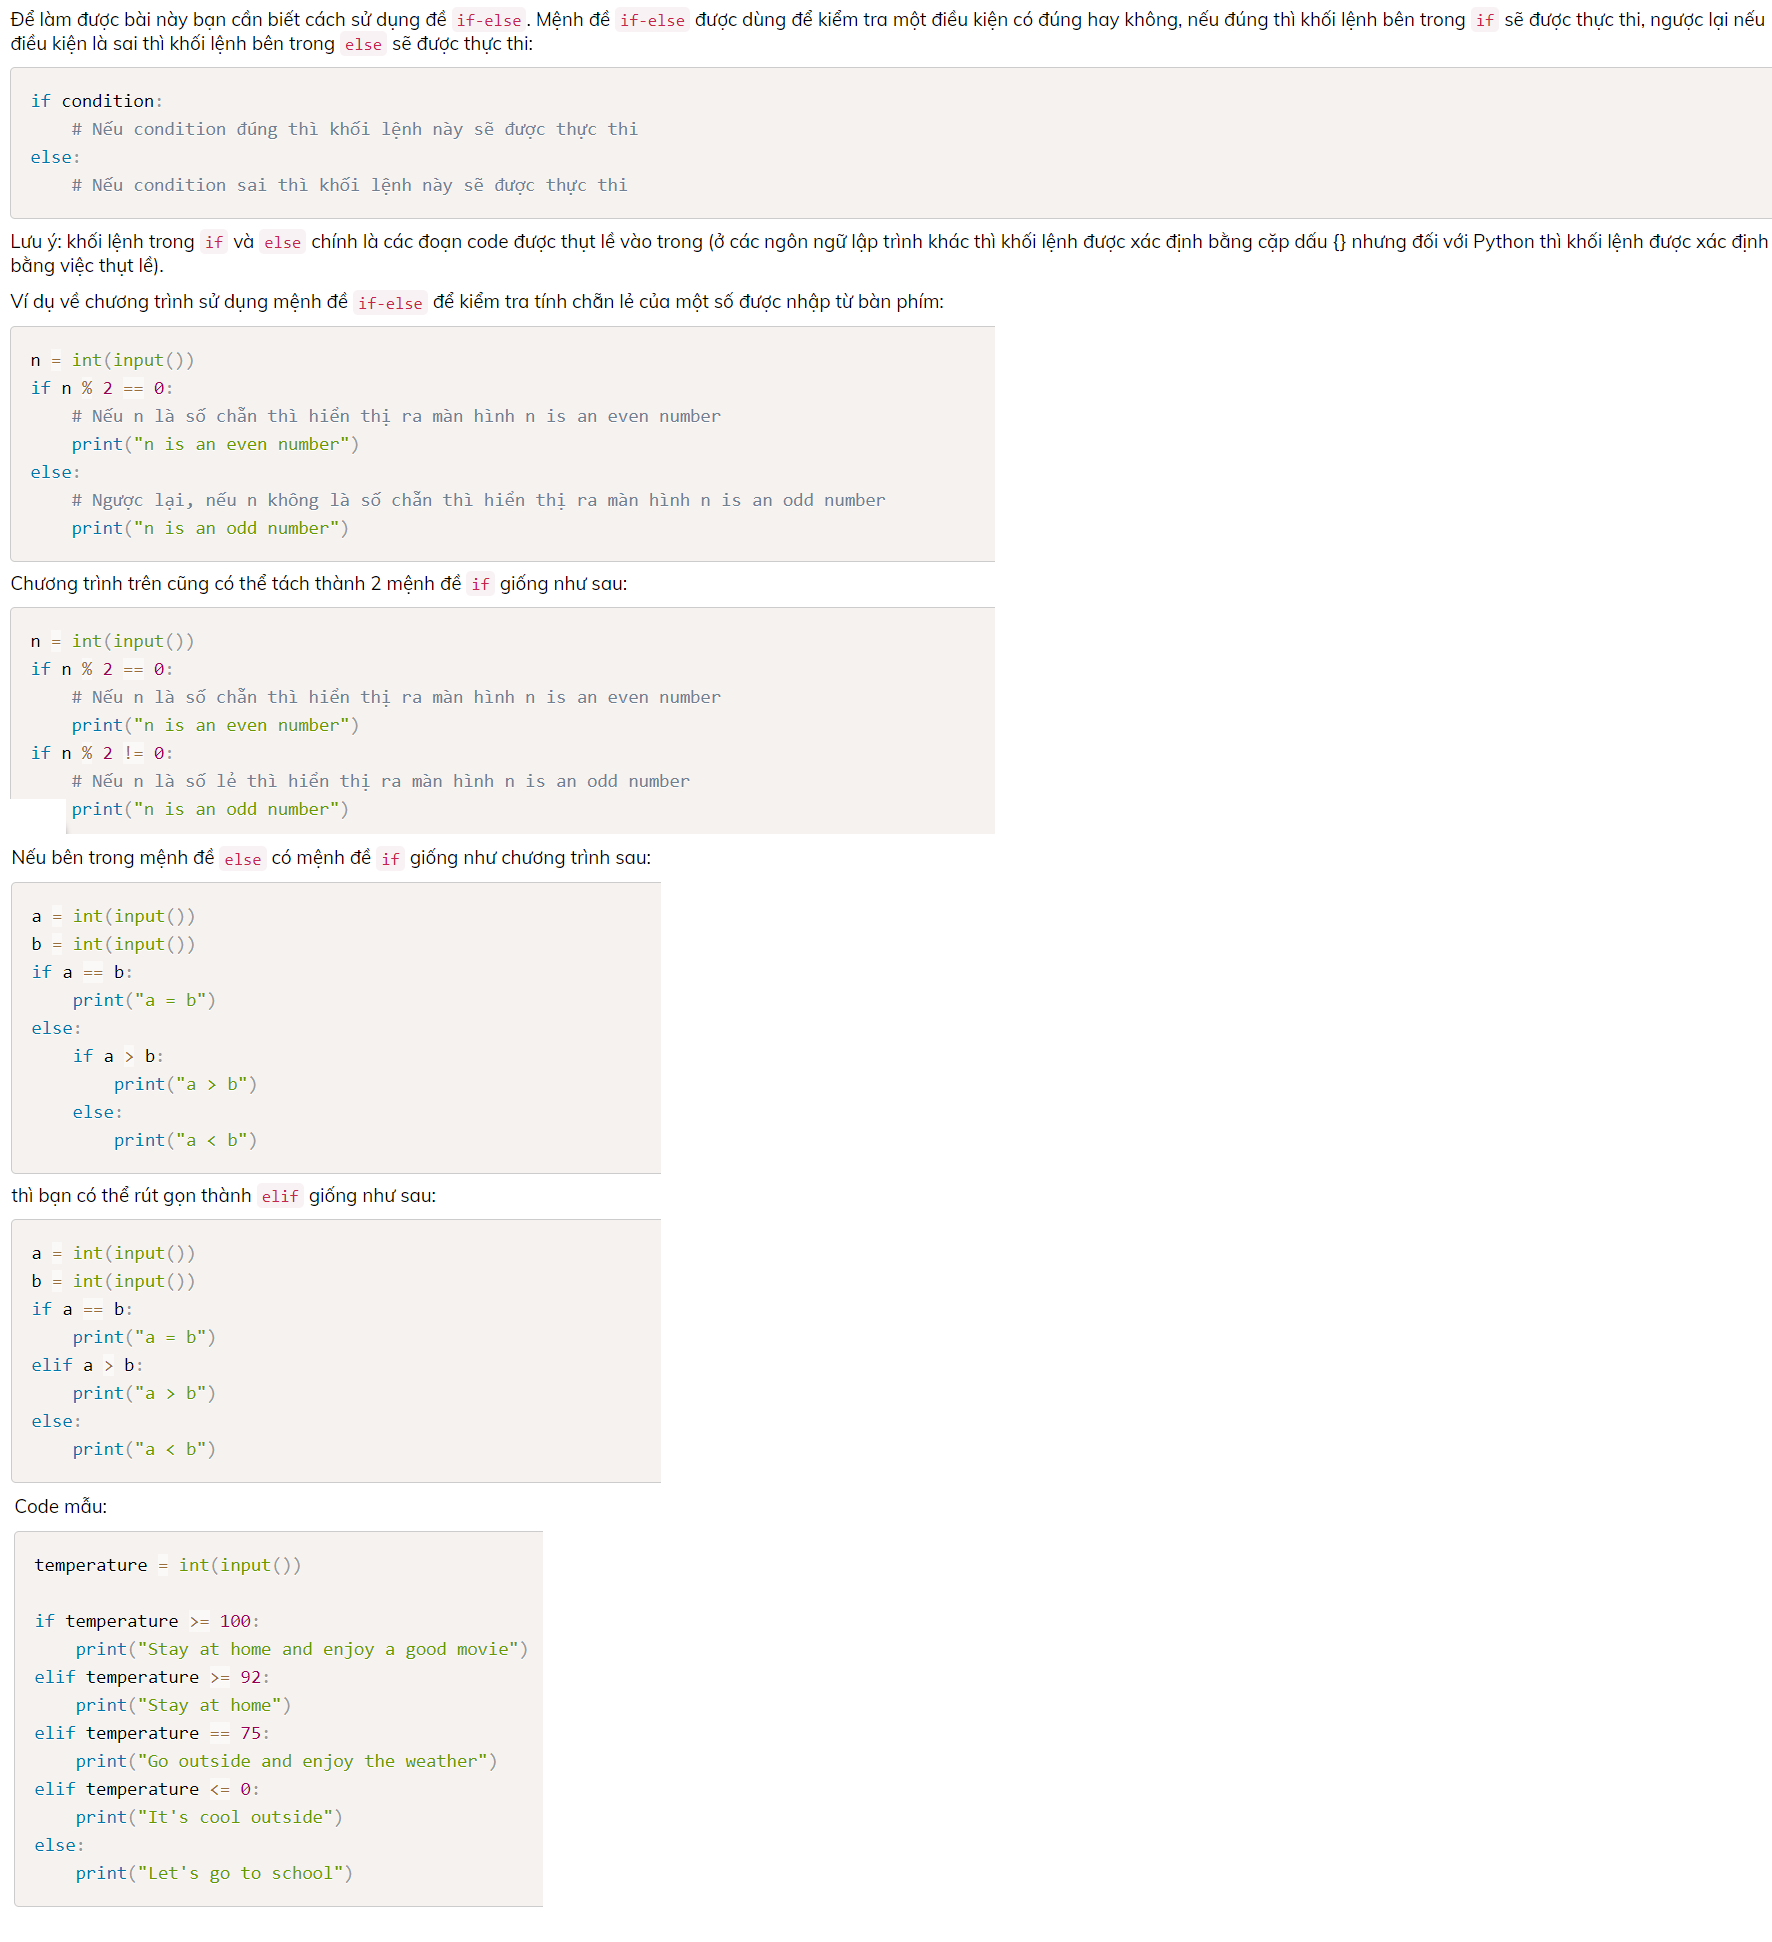 Để làm được bài này bạn cần biết cách sử dụng đề if-else. Mệnh đề if-else được dùng để kiểm tra một điều kiện có đúng hay không, nếu đúng thì khối lệnh bên trong if sẽ được thực thi, ngược lại nếu
điều kiện là sai thì khối lệnh bên trong else sẽ được thực thi:
if condition:
    # Nếu condition đúng thì khối lệnh này sẽ được thực thi
else:
    # Nếu condition sai thì khối lệnh này sẽ được thực thi
Lưu ý: khối lệnh trong if và else chính là các đoạn code được thụt lề vào trong (ở các ngôn ngữ lập trình khác thì khối lệnh được xác định bằng cặp dấu {} nhưng đối với Python thì khối lệnh được xác định
bằng việc thụt lề).
Ví dụ về chương trình sử dụng mệnh đề if-else để kiểm tra tính chẵn lẻ của một số được nhập từ bàn phím:
n = int(input())
if n % 2 == 0:
    # Nếu n là số chẵn thì hiển thị ra màn hình n is an even number
    print("n is an even number")
else:
    # Ngược lại, nếu n không là số chẵn thì hiển thị ra màn hình n is an odd number
    print("n is an odd number")
Chương trình trên cũng có thể tách thành 2 mệnh đề if giống như sau:
n = int(input())
if n % 2 == 0:
    # Nếu n là số chẵn thì hiển thị ra màn hình n is an even number
    print("n is an even number")
if n % 2 != 0:
    # Nếu n là số lẻ thì hiển thị ra màn hình n is an odd number
    print("n is an odd number")
Nếu bên trong mệnh đề else có mệnh đề if giống như chương trình sau:
a = int(input())
b = int(input())
if a == b:
    print("a = b")
else:
    if a > b:
        print("a > b")
    else:
        print("a < b")
thì bạn có thể rút gọn thành elif giống như sau:
a = int(input())
b = int(input())
if a == b:
    print("a = b")
elif a > b:
    print("a > b")
else:
    print("a < b")
Code mẫu:
temperature = int(input())
if temperature >= 100:
    print("Stay at home and enjoy a good movie")
elif temperature >= 92:
    print("Stay at home")
elif temperature == 75:
    print("Go outside and enjoy the weather")
elif temperature <= 0:
    print("It's cool outside")
else:
    print("Let's go to school")